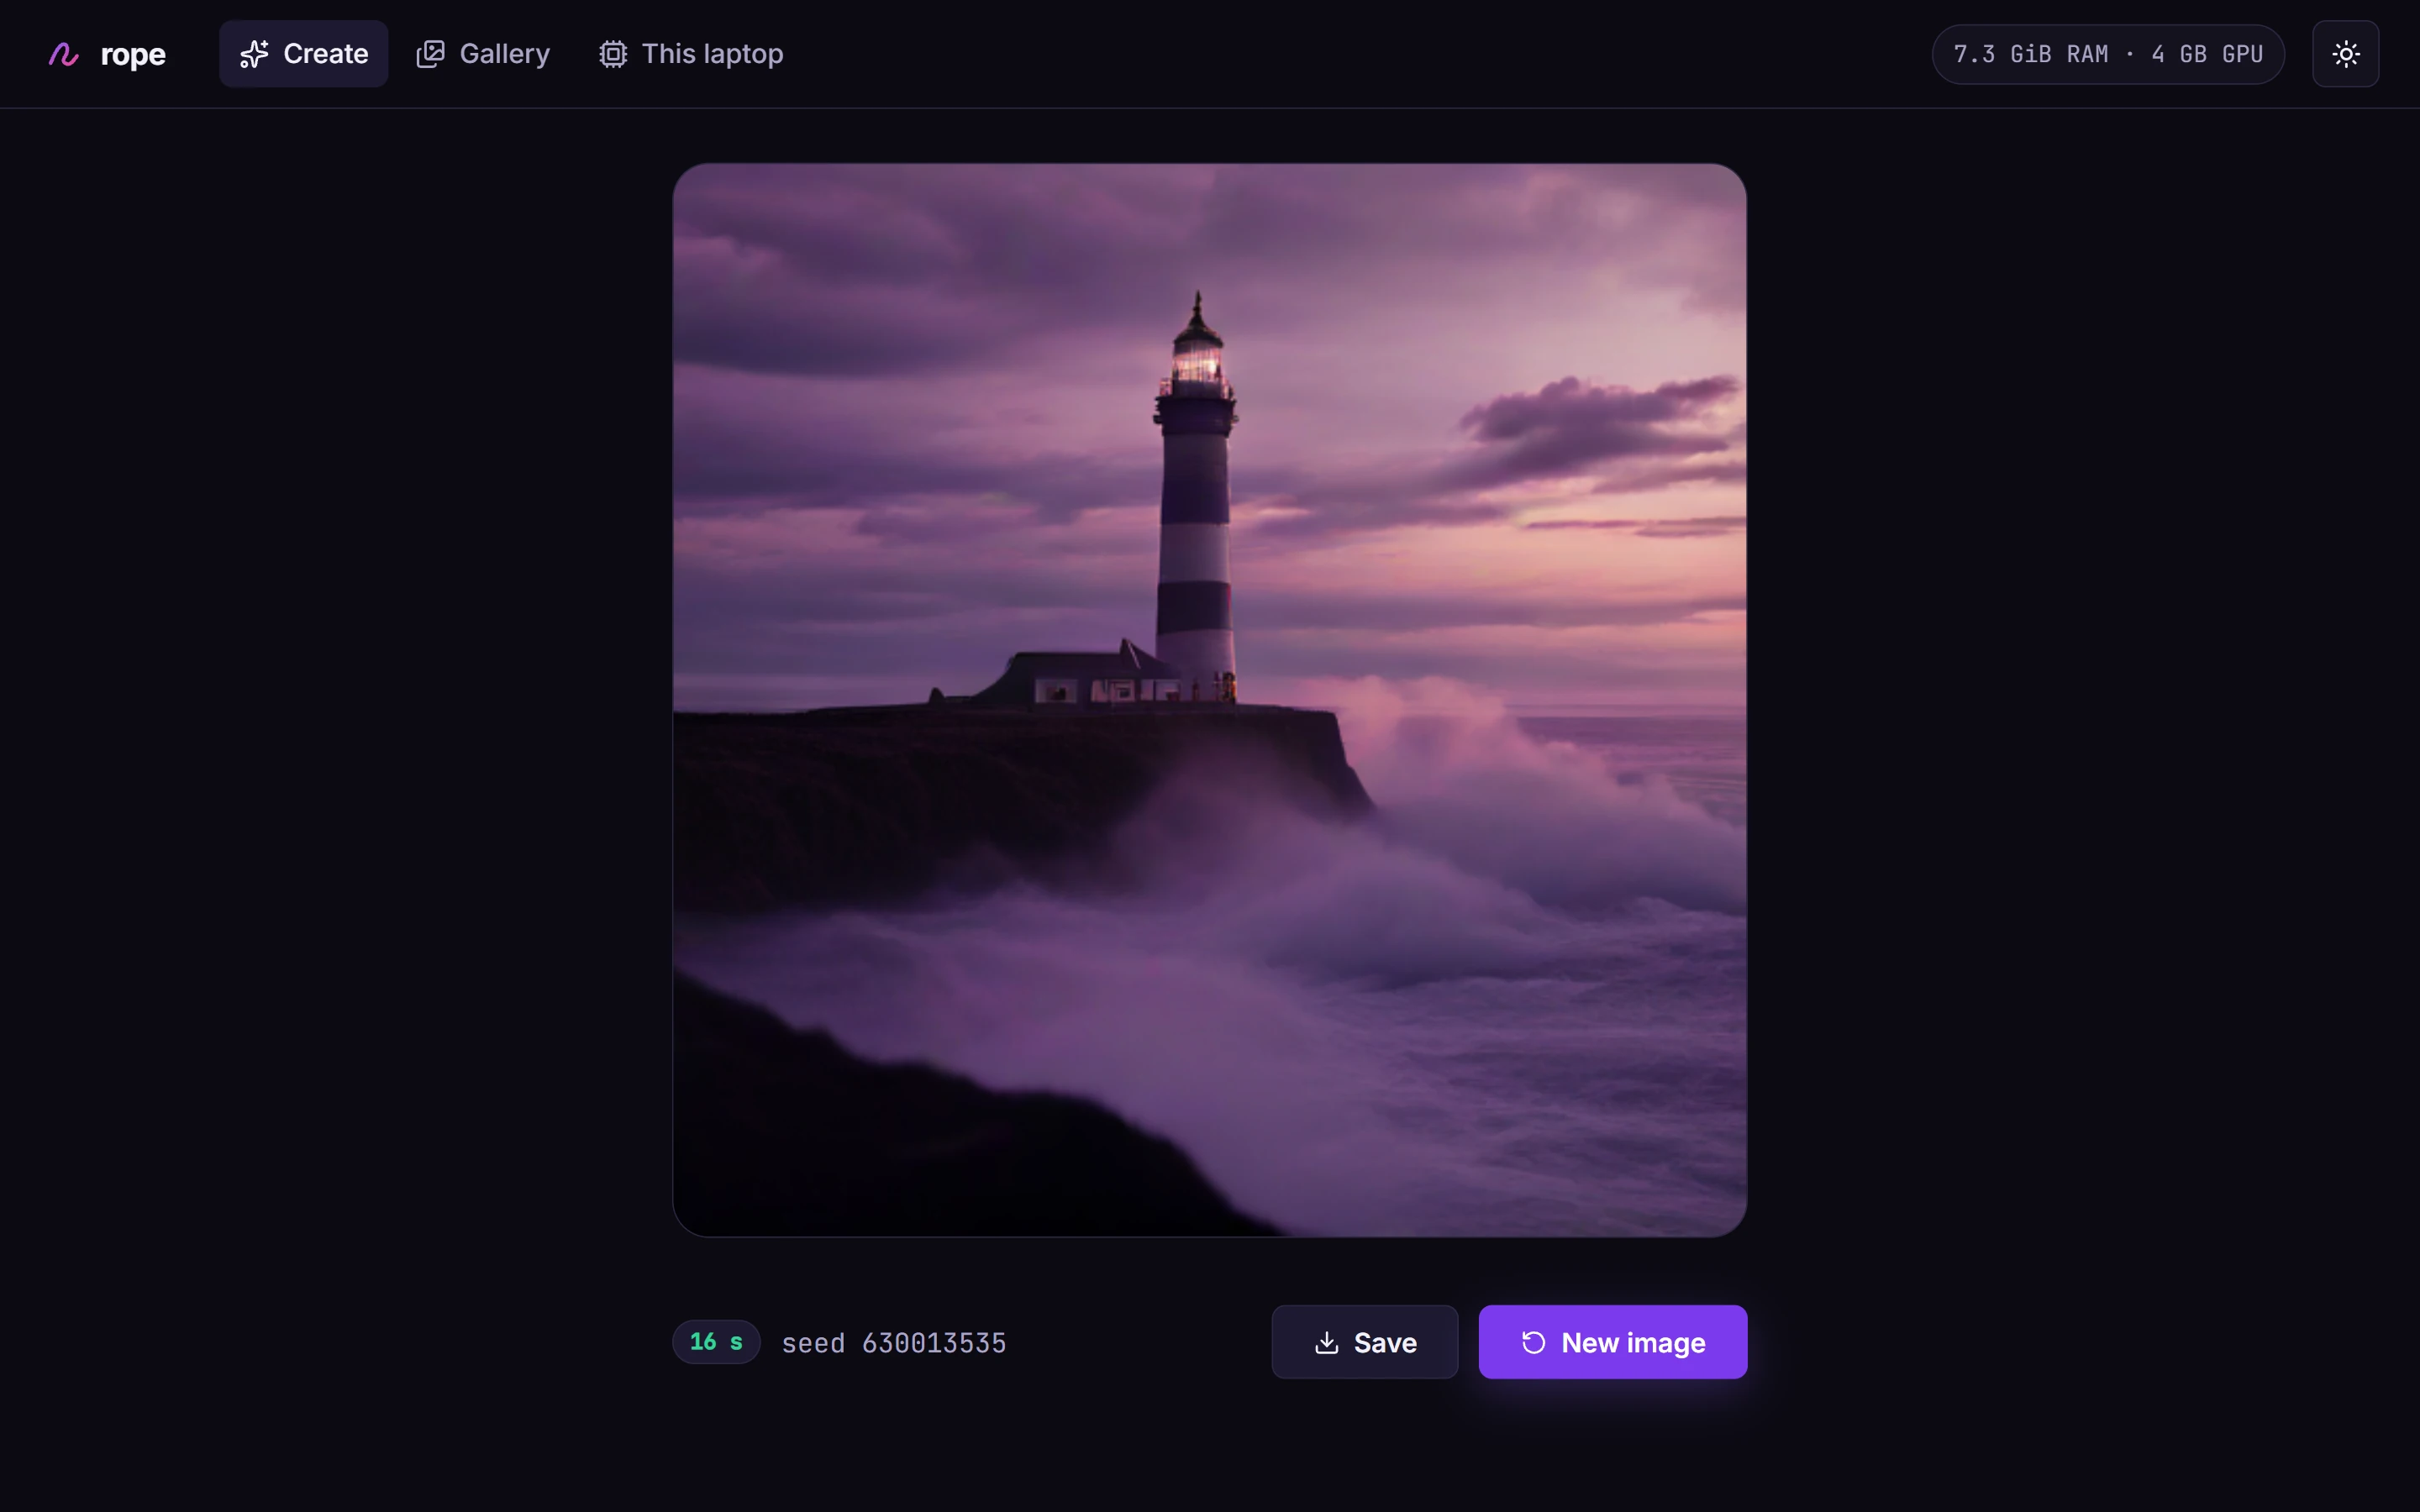 rope
Create
Gallery
This laptop
7.3 GiB RAM · 4 GB GPU
16 s
seed 630013535
Save
New image